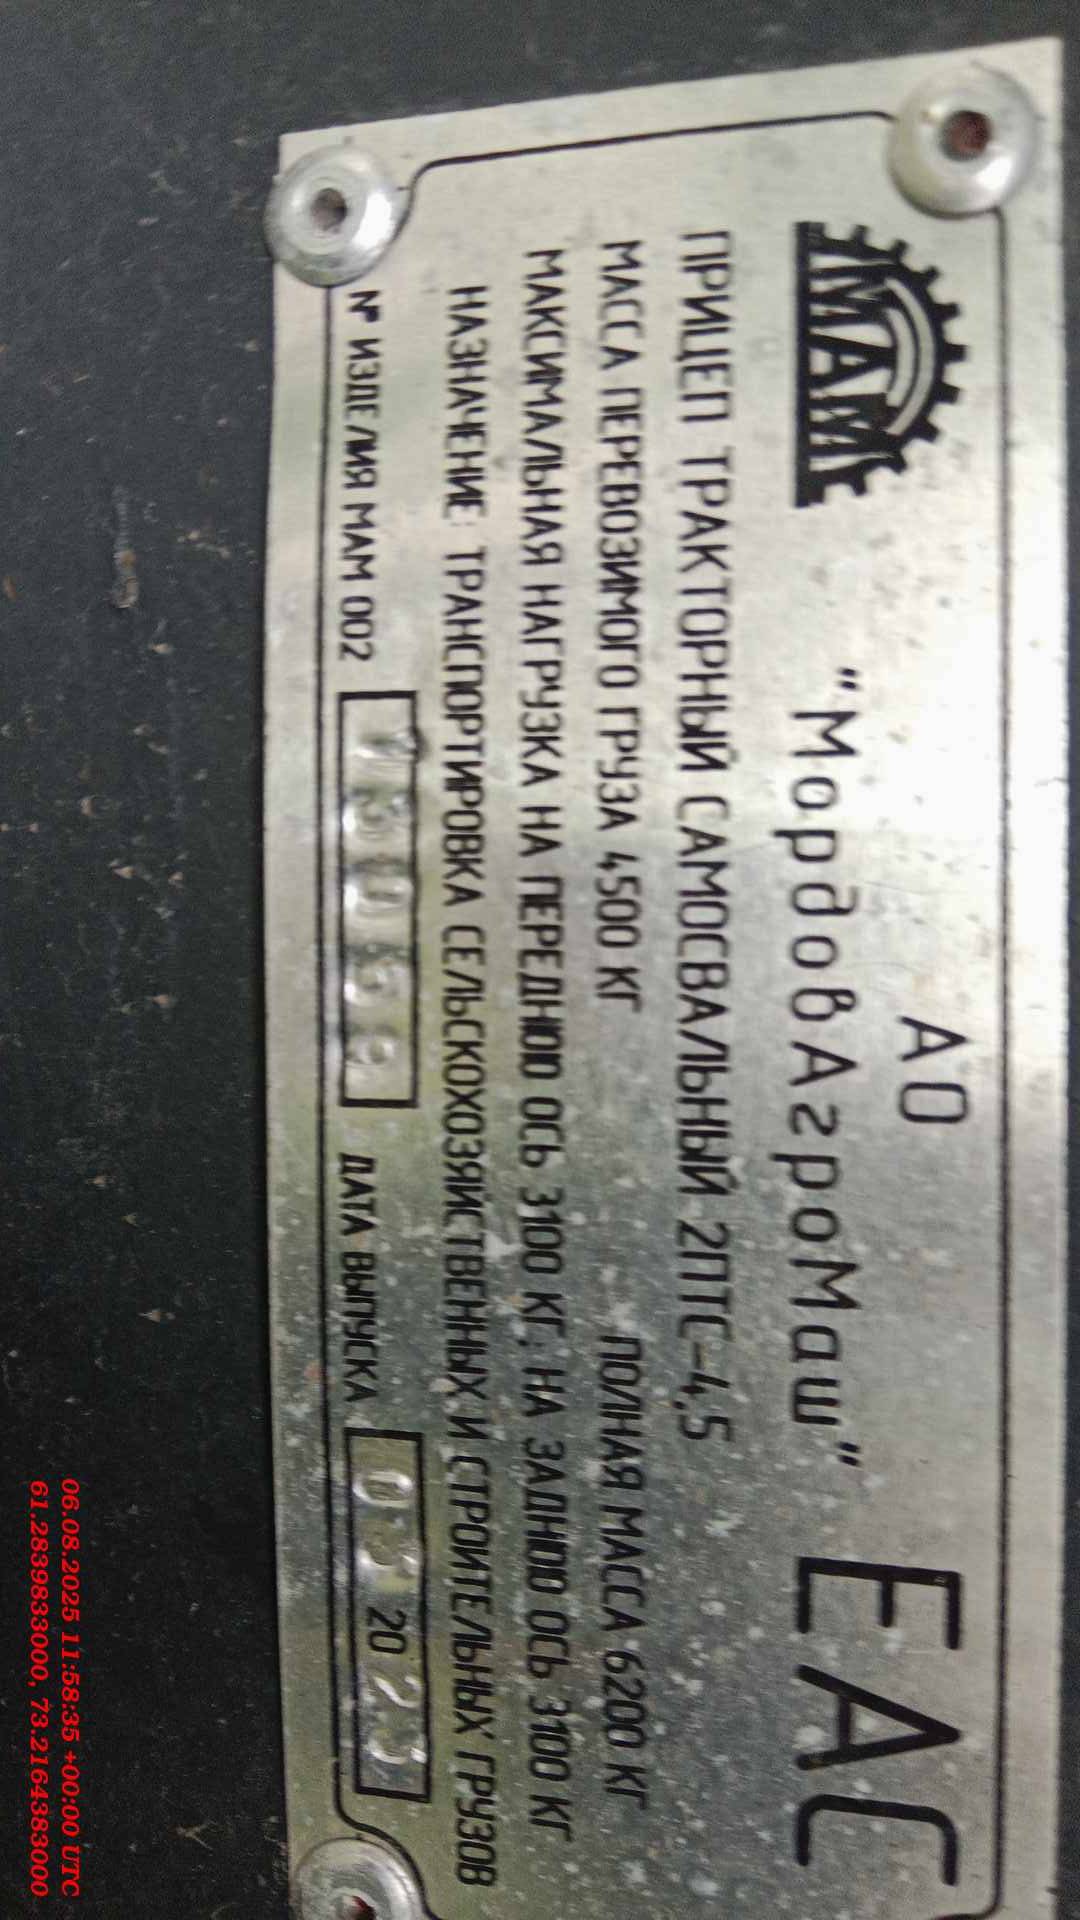 МАМ
АО
"МордовАгроМаш"
ЕАС
ПРИЦЕП ТРАКТОРНЫЙ САМОСВАЛЬНЫЙ 2ПТС-4,5
МАССА ПЕРЕВОЗИМОГО ГРУЗА 4500 КГ ПОЛНАЯ МАССА 6200 КГ
МАКСИМАЛЬНАЯ НАГРУЗКА НА ПЕРЕДНЮЮ ОСЬ 3100 КГ; НА ЗАДНЮЮ ОСЬ 3100 КГ
НАЗНАЧЕНИЕ: ТРАНСПОРТИРОВКА СЕЛЬСКОХОЗЯЙСТВЕННЫХ И СТРОИТЕЛЬНЫХ ГРУЗОВ
№ ИЗДЕЛИЯ МАМ 002 ДАТА ВЫПУСКА 20
06.08.2025 11:58:35 +00:00 UTC
61.2839833000, 73.2164383000